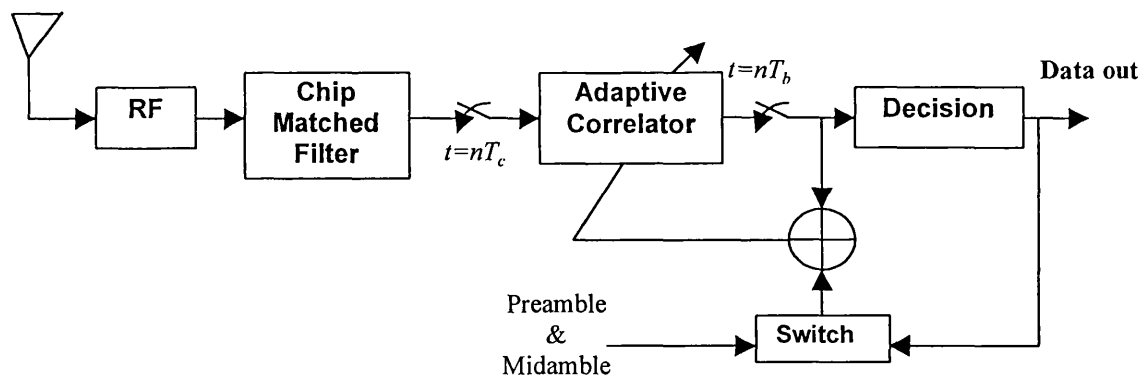 RF
Chip
Matched
Filter
t=nT_c
Adaptive
Correlator
t=nT_b
Decision
Data out
Preamble
&
Midamble
Switch